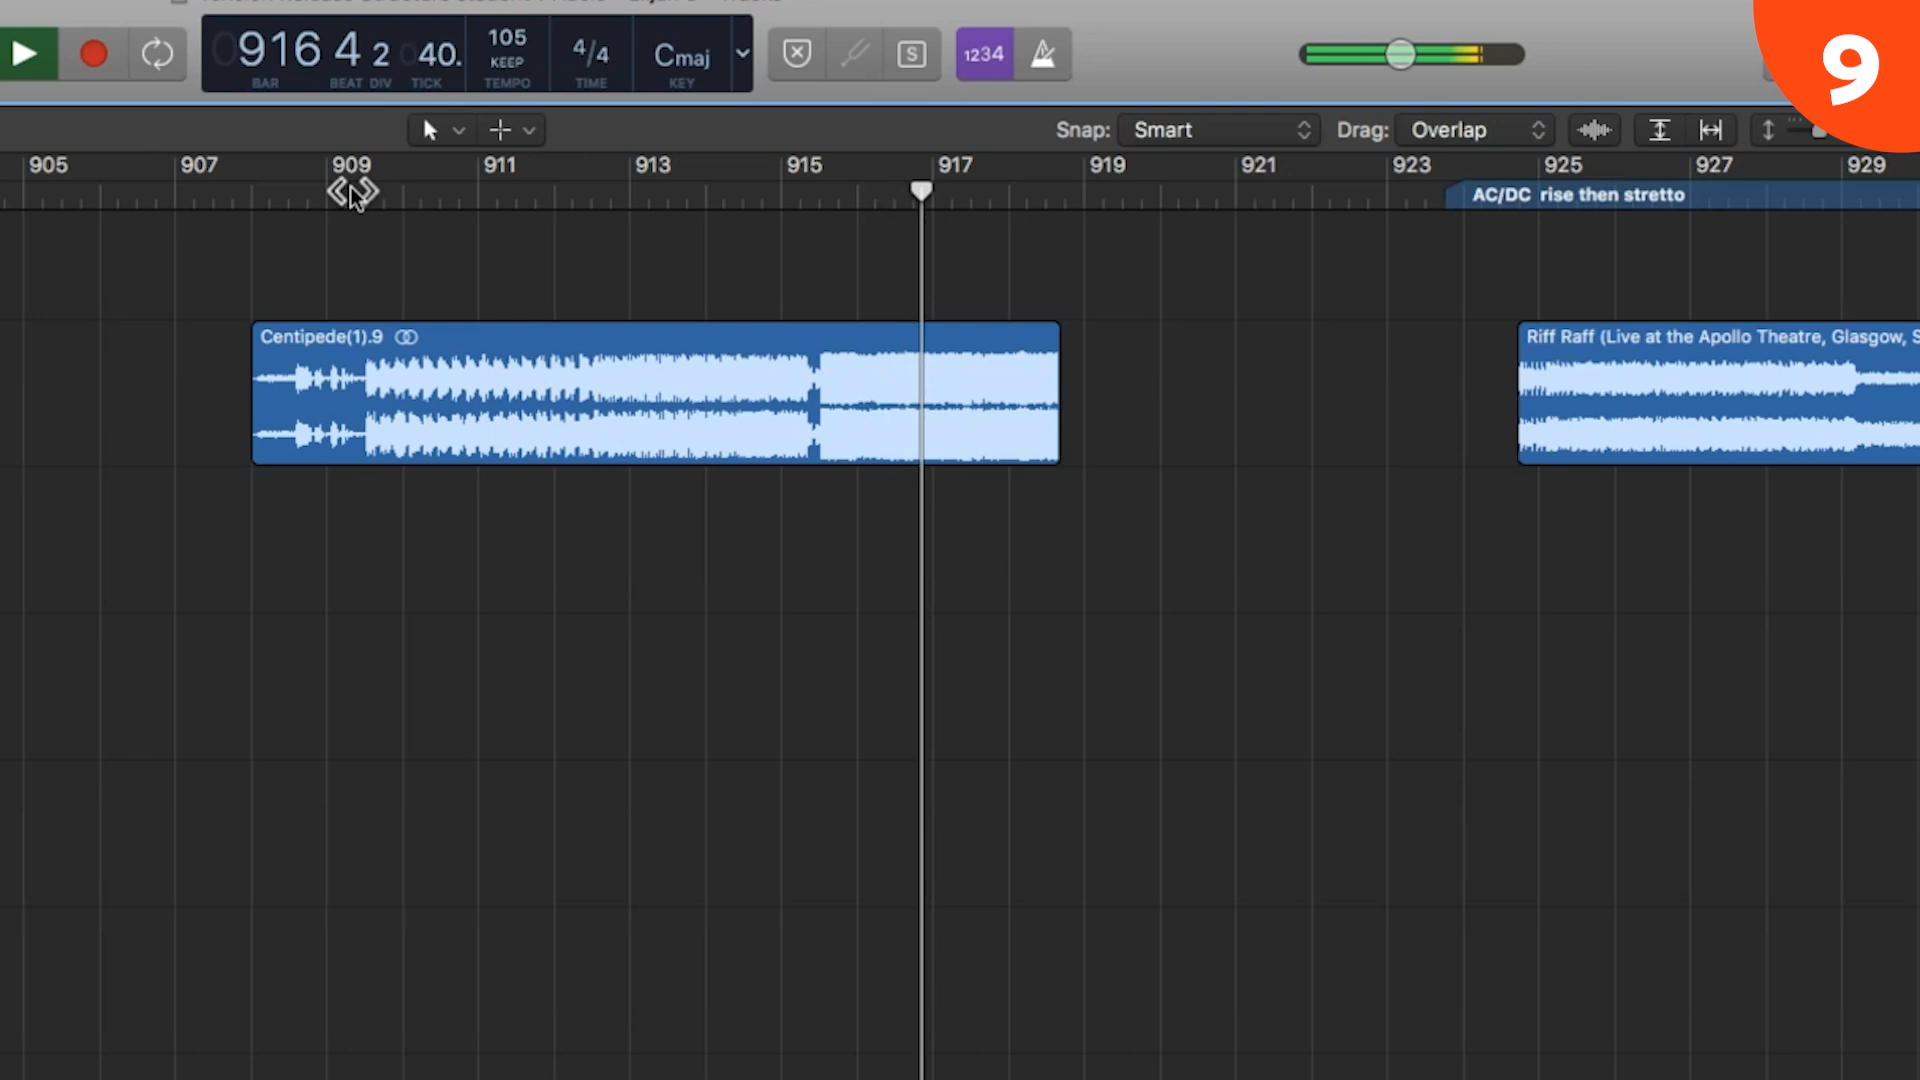 916 4 2 40.
BAR BEAT DIV TICK
105
KEEP
TEMPO
4/4
TIME
Cmaj
KEY
S
1234
9
Snap: Smart Drag: Overlap
905 907 909 911 913 915 917 919 921 923 925 927 929
AC/DC rise then stretto
Centipede(1).9
Riff Raff (Live at the Apollo Theatre, Glasgow, S